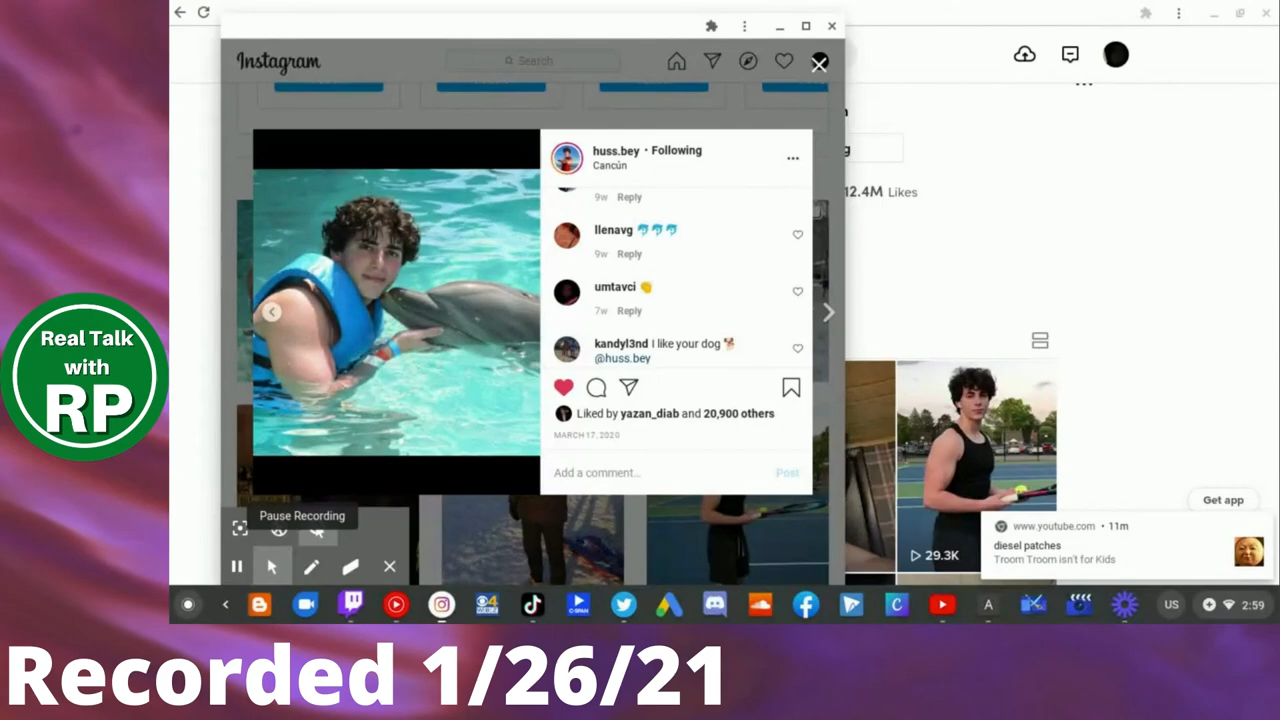 Instagram
Search
huss.bey • Following
Cancún
9w Reply
llenavg 🐬🐬🐬
9w Reply
umtavci 👏
7w Reply
kandyl3nd I like your dog 🐕
@huss.bey
Liked by yazan_diab and 20,900 others
MARCH 17, 2020
Add a comment... Post
12.4M Likes
Real Talk
with
RP
Pause Recording
29.3K
Get app
www.youtube.com • 11m
diesel patches
Troom Troom isn't for Kids
US
2:59
Recorded 1/26/21